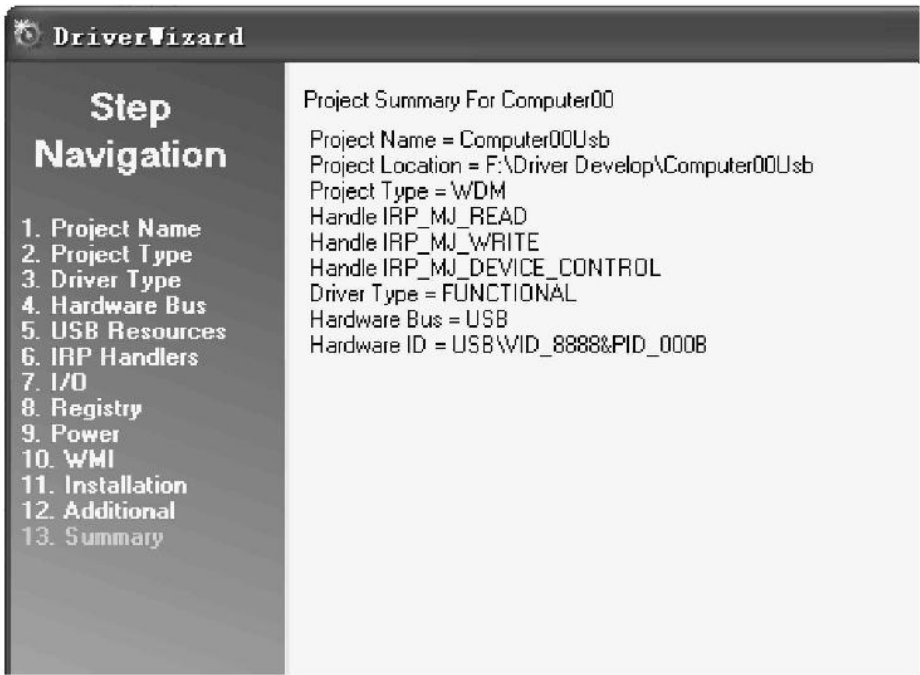 DriverWizard
Step
Navigation
1. Project Name
2. Project Type
3. Driver Type
4. Hardware Bus
5. USB Resources
6. IRP Handlers
7. I/O
8. Registry
9. Power
10. WMI
11. Installation
12. Additional
13. Summary
Project Summary For Computer00
Project Name = Computer00Usb
Project Location = F:\Driver Develop\Computer00Usb
Project Type = WDM
Handle IRP_MJ_READ
Handle IRP_MJ_WRITE
Handle IRP_MJ_DEVICE_CONTROL
Driver Type = FUNCTIONAL
Hardware Bus = USB
Hardware ID = USB\VID_8888&PID_000B